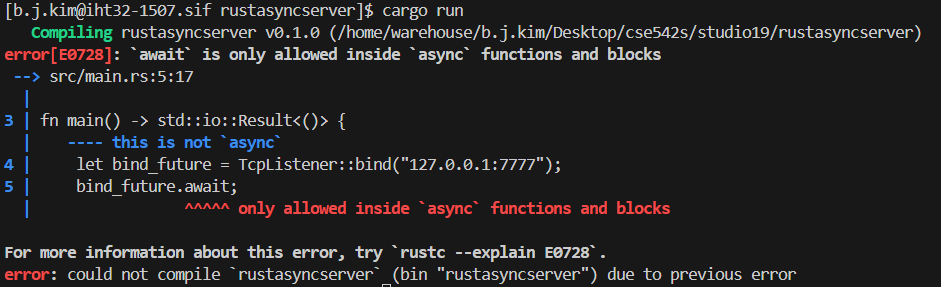 [b.j.kim@iht32-1507.sif rustasyncserver]$ cargo run
   Compiling rustasyncserver v0.1.0 (/home/warehouse/b.j.kim/Desktop/cse542s/studio19/rustasyncserver)
error[E0728]: `await` is only allowed inside `async` functions and blocks
 --> src/main.rs:5:17
  |
3 | fn main() -> std::io::Result<()> {
  |    ---- this is not `async`
4 |     let bind_future = TcpListener::bind("127.0.0.1:7777");
5 |     bind_future.await;
  |                 ^^^^^ only allowed inside `async` functions and blocks

For more information about this error, try `rustc --explain E0728`.
error: could not compile `rustasyncserver` (bin "rustasyncserver") due to previous error